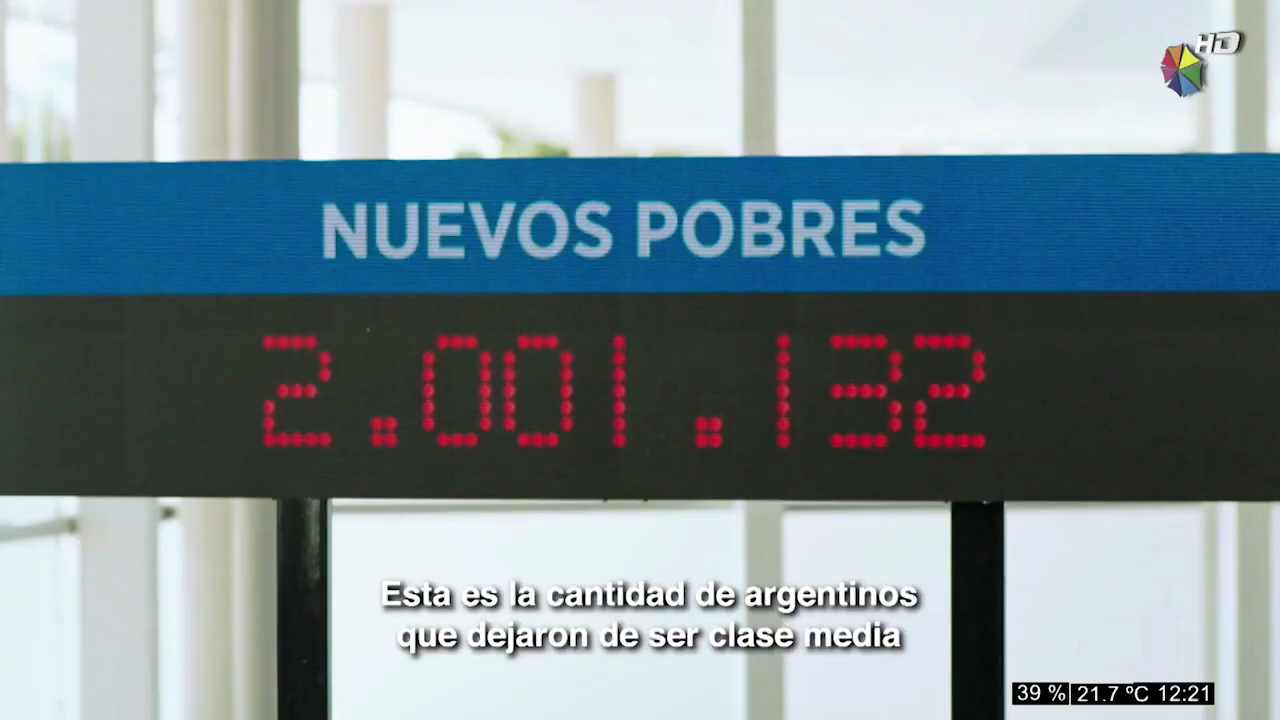 HD
NUEVOS POBRES
2.001.132
Esta es la cantidad de argentinos
que dejaron de ser clase media
39 % 21.7 ºC 12:21